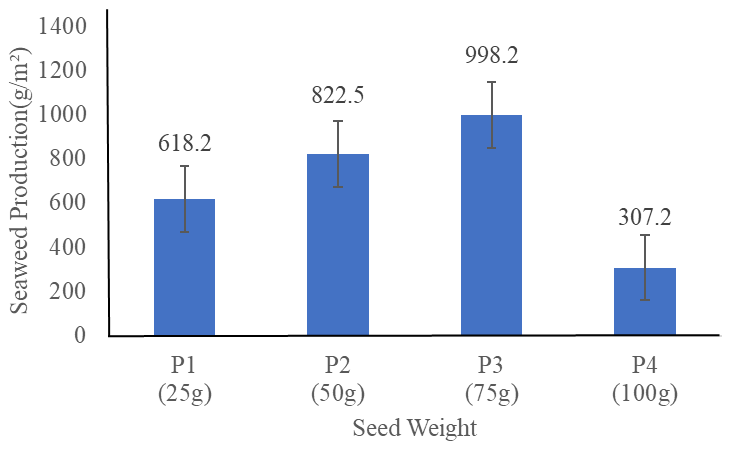 Seaweed Production(g/m²)
1400
1200
1000
800
600
400
200
0
618.2
822.5
998.2
307.2
P1
(25g)
P2
(50g)
P3
(75g)
P4
(100g)
Seed Weight